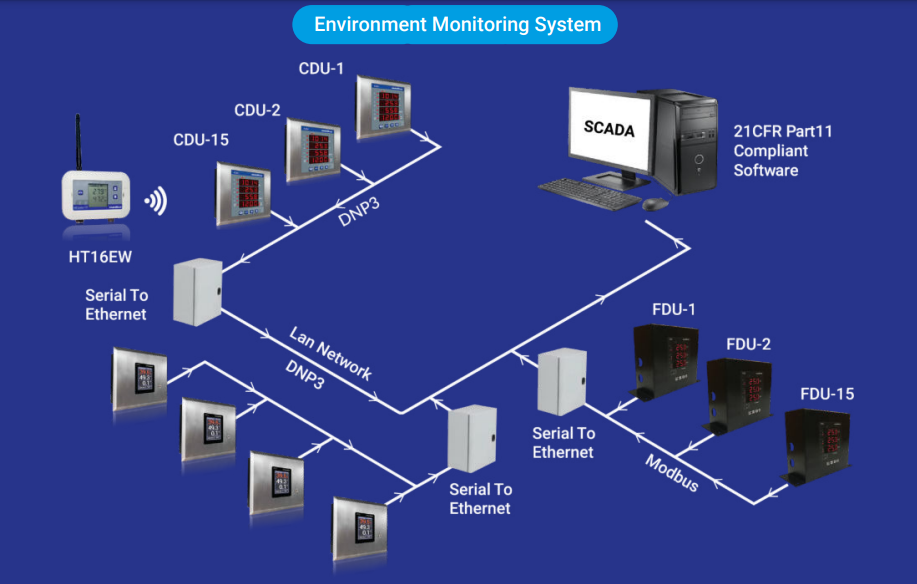 Environment Monitoring System
CDU-1
CDU-2
CDU-15
SCADA
21CFR Part11
Compliant
Software
DNP3
HT16EW
Serial To
Ethernet
Lan Network
DNP3
FDU-1
FDU-2
FDU-15
Serial To
Ethernet
Modbus
Serial To
Ethernet